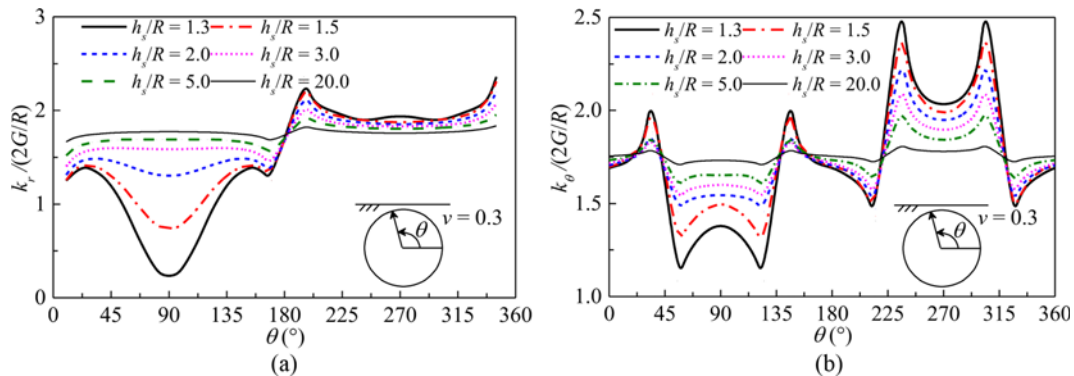 3
2
1
0
k_r/(2G/R)
h_s/R = 1.3
h_s/R = 1.5
h_s/R = 2.0
h_s/R = 3.0
h_s/R = 5.0
h_s/R = 20.0
θ
v = 0.3
0 45 90 135 180 225 270 315 360
θ (°)
(a)
2.5
2.0
1.5
1.0
k_θ/(2G/R)
h_s/R = 1.3
h_s/R = 1.5
h_s/R = 2.0
h_s/R = 3.0
h_s/R = 5.0
h_s/R = 20.0
θ
v = 0.3
0 45 90 135 180 225 270 315 360
θ (°)
(b)